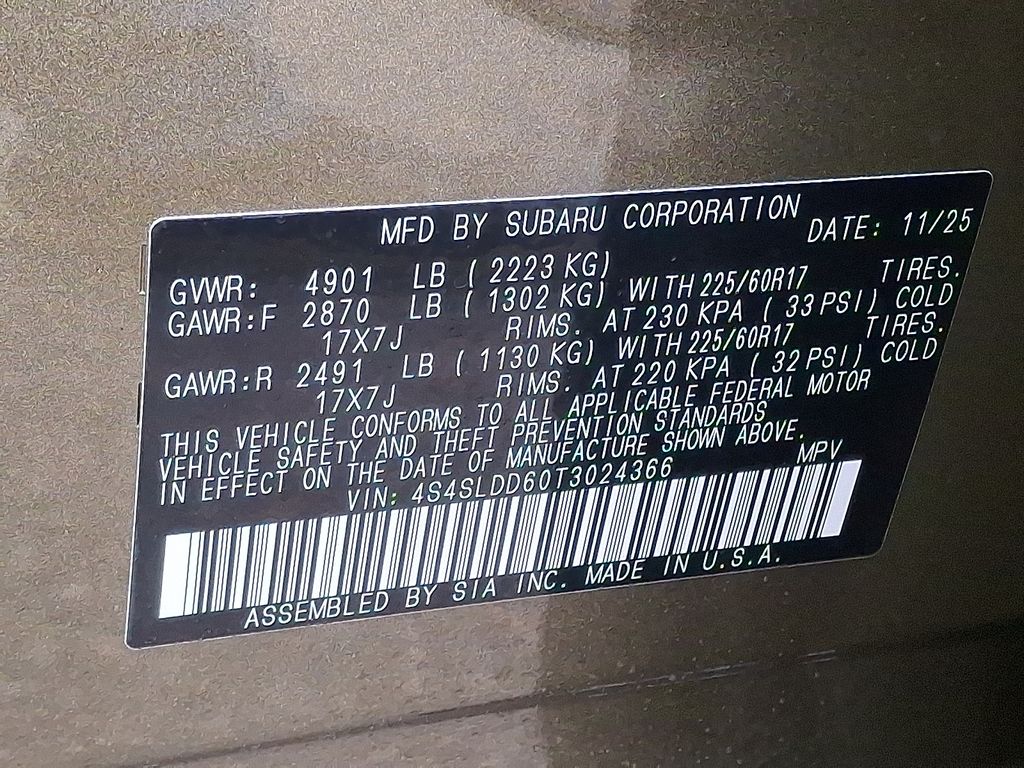 MFD BY SUBARU CORPORATION DATE: 11/25
GVWR: 4901 LB (2223 KG)
GAWR:F 2870 LB (1302 KG) WITH 225/60R17 TIRES.
17X7J RIMS. AT 230 KPA (33 PSI) COLD
GAWR:R 2491 LB (1130 KG) WITH 225/60R17 TIRES.
17X7J RIMS. AT 220 KPA (32 PSI) COLD
THIS VEHICLE CONFORMS TO ALL APPLICABLE FEDERAL MOTOR
VEHICLE SAFETY AND THEFT PREVENTION STANDARDS
IN EFFECT ON THE DATE OF MANUFACTURE SHOWN ABOVE.
VIN: 4S4SLDD60T3024366 MPV
ASSEMBLED BY SIA INC. MADE IN U.S.A.